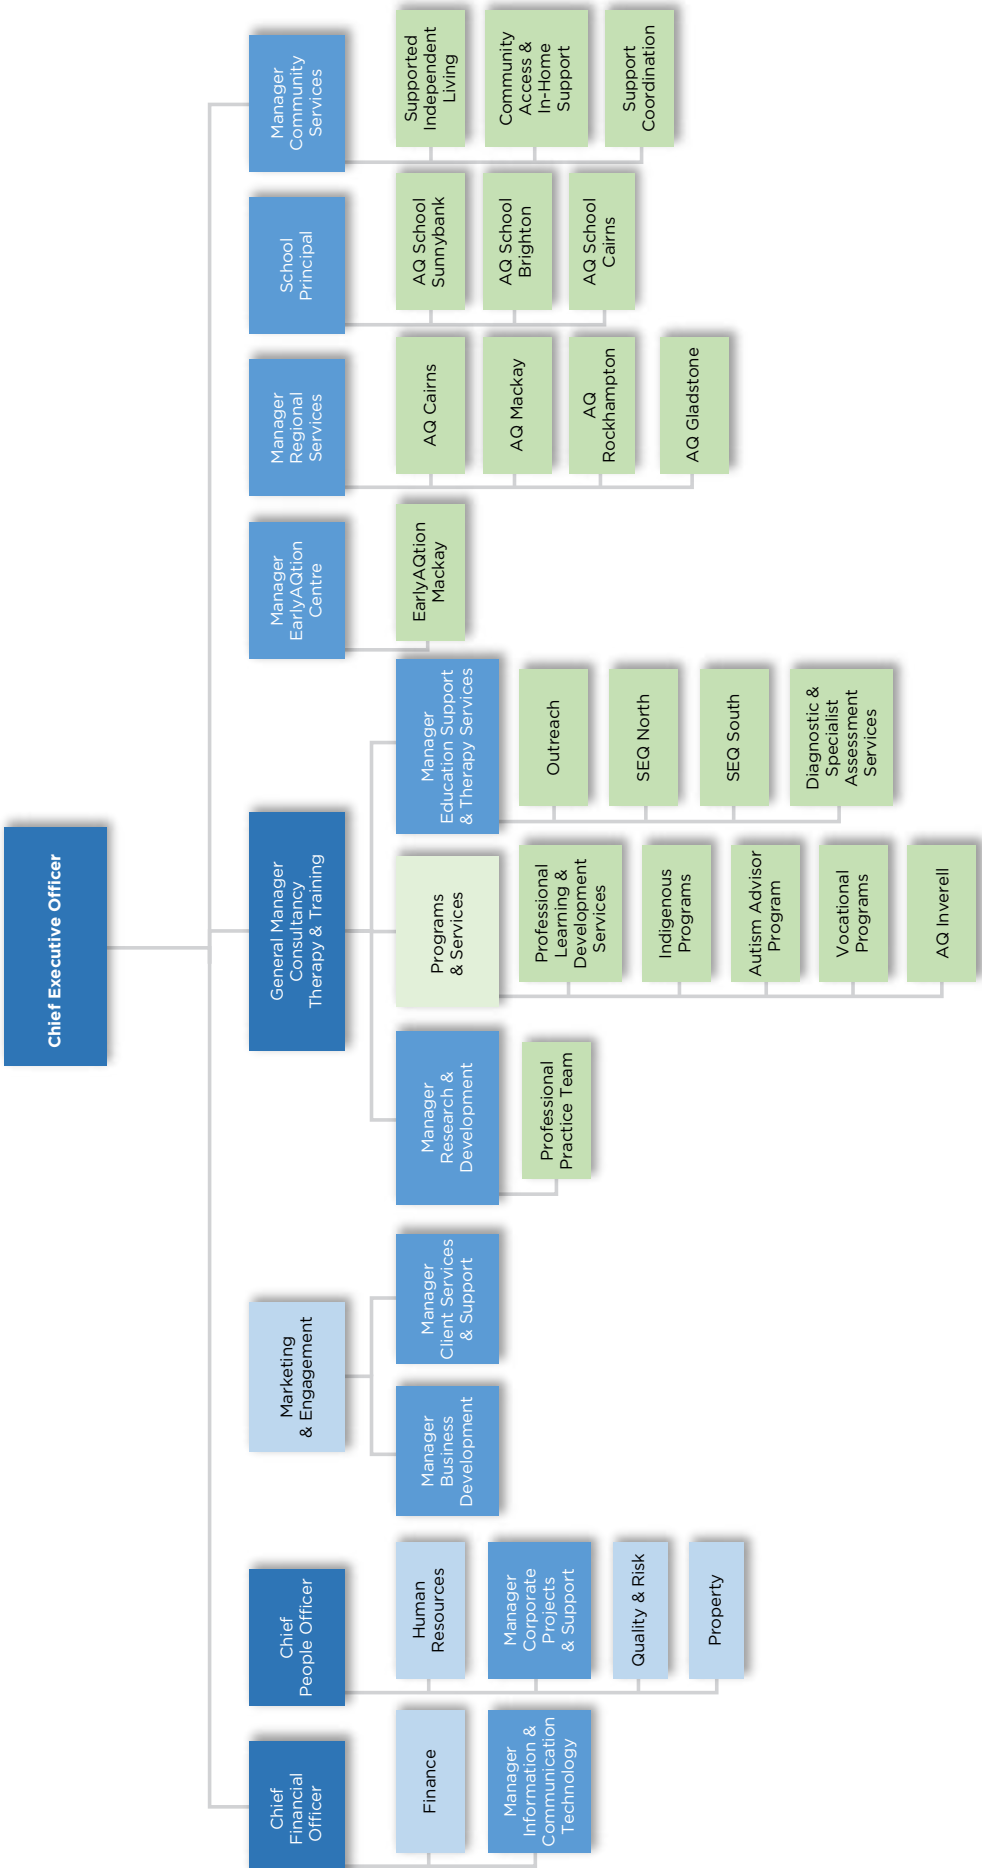 Chief Executive Officer
Chief
Financial
Officer
Finance
Manager
Information &
Communication
Technology
Chief
People Officer
Human
Resources
Manager
Corporate
Projects
& Support
Quality & Risk
Property
Marketing
& Engagement
Manager
Business
Development
Manager
Client Services
& Support
General Manager
Consultancy
Therapy & Training
Manager
Research &
Development
Professional
Practice Team
Programs
& Services
Professional
Learning &
Development
Services
Indigenous
Programs
Autism Advisor
Program
Vocational
Programs
AQ Inverell
Manager
Education Support
& Therapy Services
Outreach
SEQ North
SEQ South
Diagnostic &
Specialist
Assessment
Services
Manager
EarlyAQtion
Centre
EarlyAQtion
Mackay
Manager
Regional
Services
AQ Cairns
AQ Mackay
AQ
Rockhampton
AQ Gladstone
School
Principal
AQ School
Sunnybank
AQ School
Brighton
AQ School
Cairns
Manager
Community
Services
Supported
Independent
Living
Community
Access &
In-Home
Support
Support
Coordination